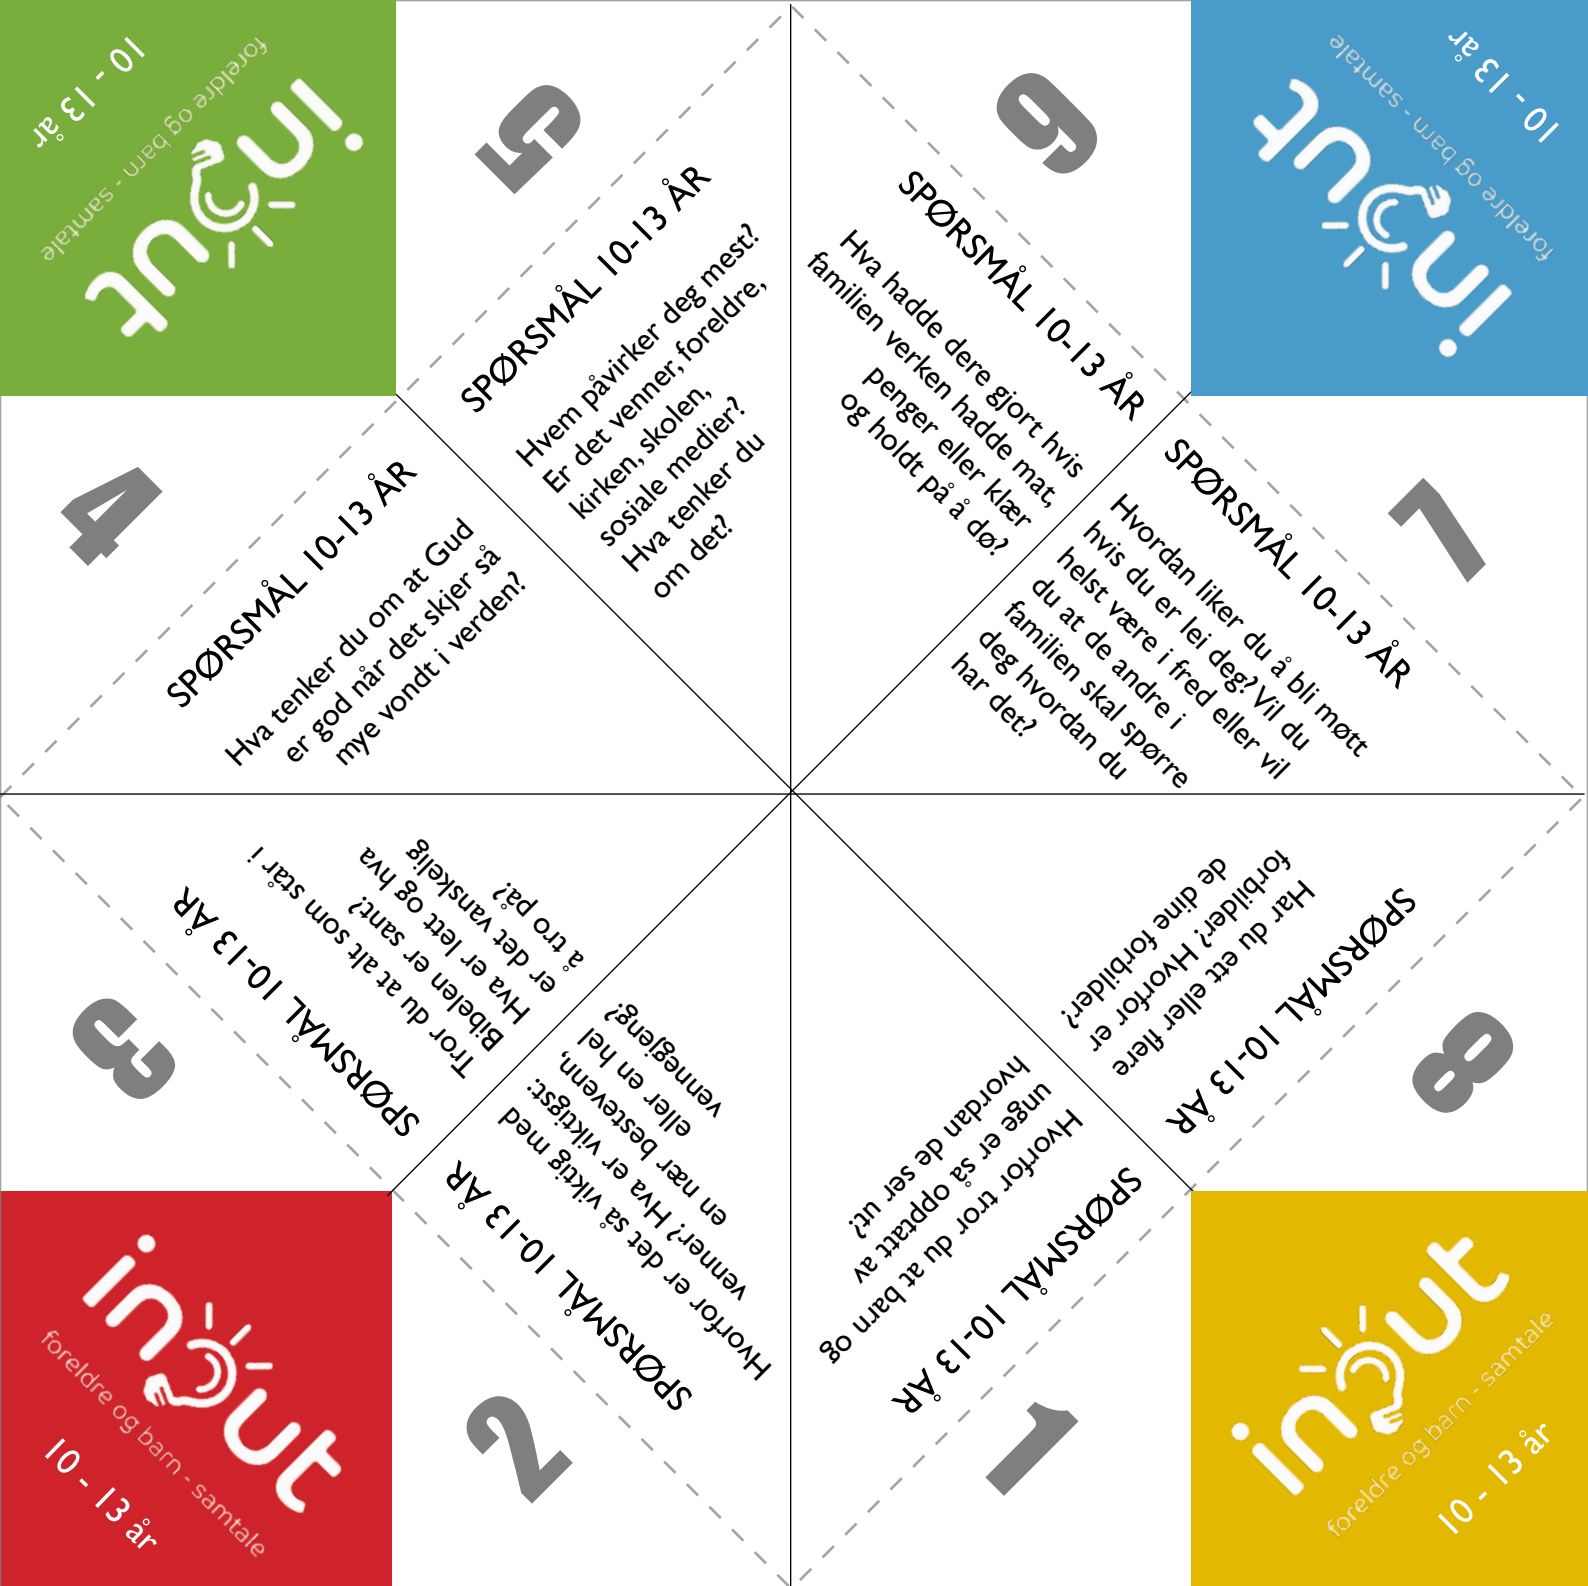 10 - 13 år
foreldre og barn - samtale
inout
5
SPØRSMÅL 10-13 ÅR
Hvem påvirker deg mest?
Er det venner, foreldre,
kirken, skolen,
sosiale medier?
Hva tenker du
om det?
6
SPØRSMÅL 10-13 ÅR
Hva hadde dere gjort hvis
familien verken hadde mat,
penger eller klær
og holdt på å dø?
10 - 13 år
foreldre og barn - samtale
inout
4
SPØRSMÅL 10-13 ÅR
Hva tenker du om at Gud
er god når det skjer så
mye vondt i verden?
7
SPØRSMÅL 10-13 ÅR
Hvordan liker du å bli møtt
hvis du er lei deg? Vil du
helst være i fred eller vil
du at de andre i
familien skal spørre
deg hvordan du
har det?
3
SPØRSMÅL 10-13 ÅR
Tror du at alt som står i
Bibelen er sant?
Hva er lett og hva
er det vanskelig
å tro på?
8
SPØRSMÅL 10-13 ÅR
Har du ett eller flere
forbilder? Hvorfor er
de dine forbilder?
inout
foreldre og barn - samtale
10 - 13 år
2
SPØRSMÅL 10-13 ÅR
Hvorfor er det så viktig med
venner? Hva er viktigst:
en nær bestevenn,
eller en hel
vennegjeng?
1
SPØRSMÅL 10-13 ÅR
Hvorfor tror du at barn og
unge er så opptatt av
hvordan de ser ut?
inout
foreldre og barn - samtale
10 - 13 år